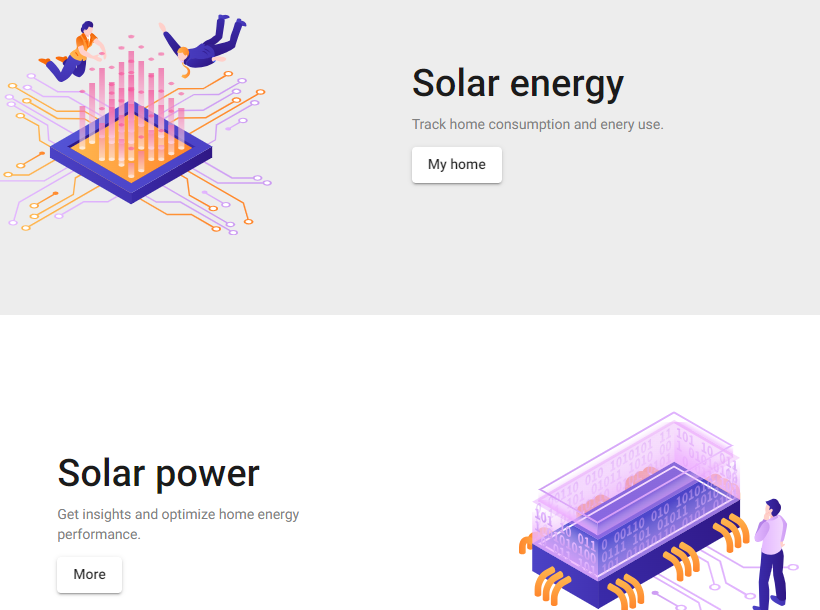 Solar energy
Track home consumption and enery use.
My home
Solar power
Get insights and optimize home energy
performance.
More